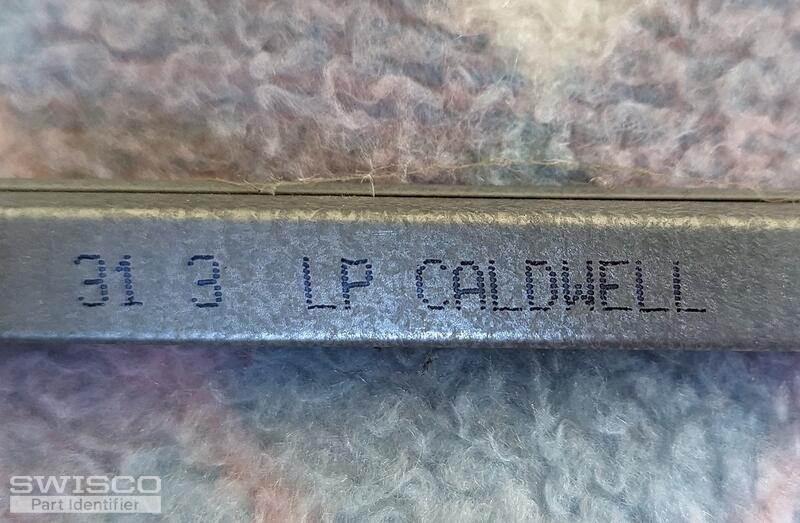 31 3 LP CALDWELL
SWISCO
Part Identifier